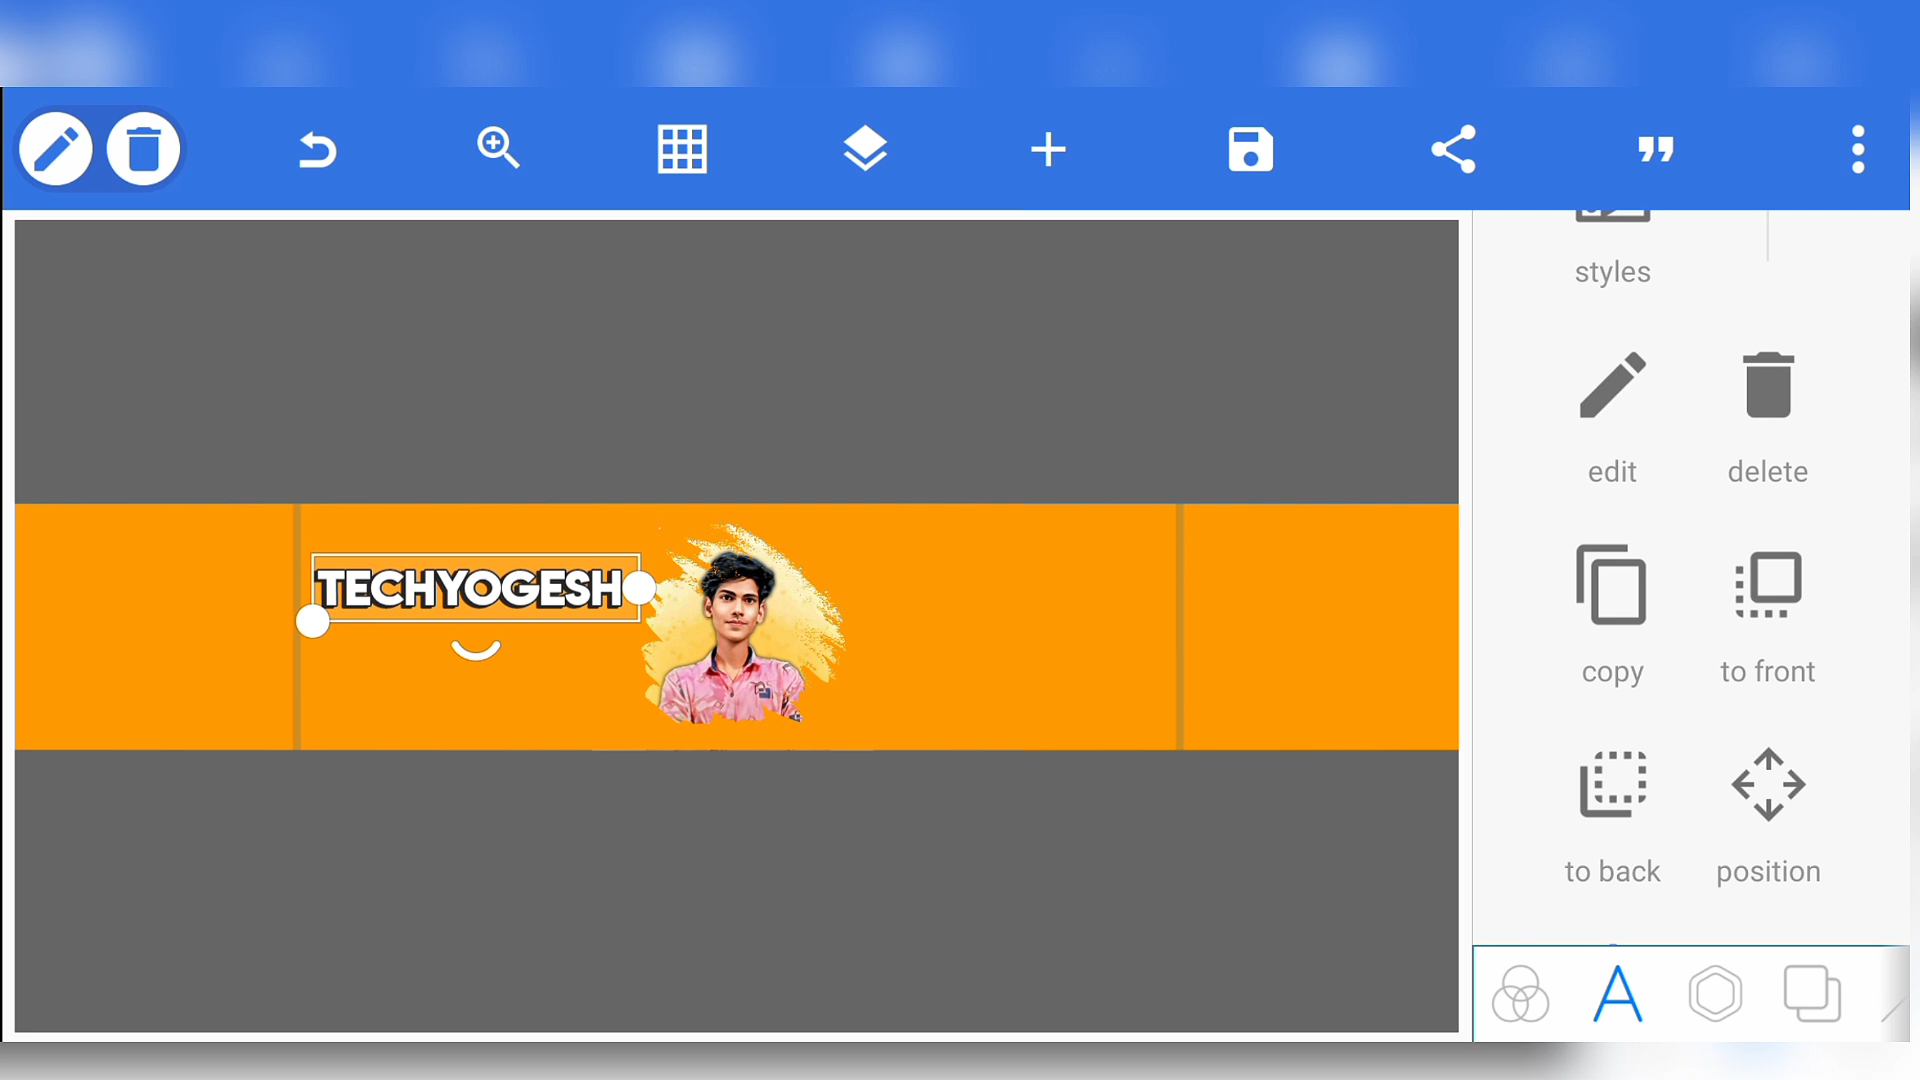 styles
edit
delete
TECHYOGESH
copy
to front
to back
position